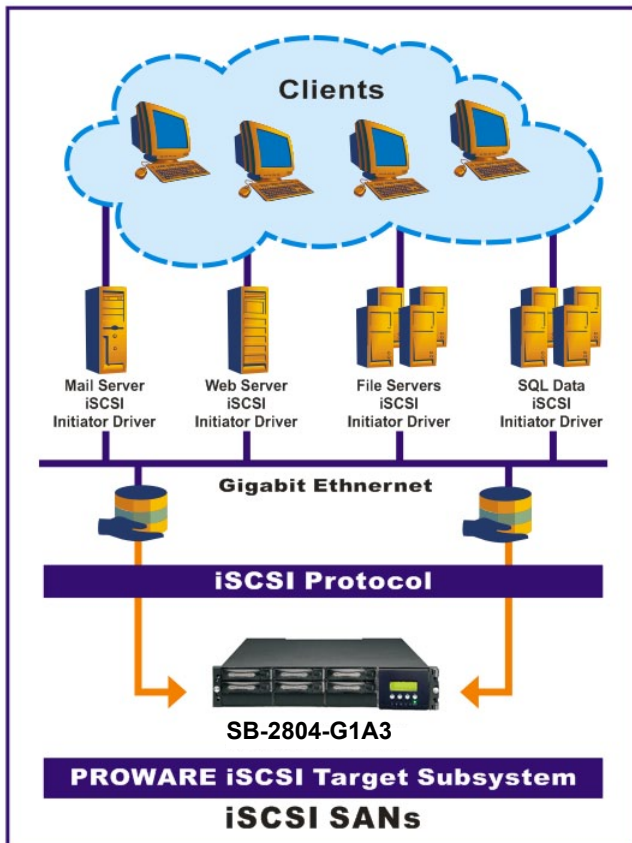 Clients
Mail Server
iSCSI
Initiator Driver
Web Server
iSCSI
Initiator Driver
File Servers
iSCSI
Initiator Driver
SQL Data
iSCSI
Initiator Driver
Gigabit Ethnernet
iSCSI Protocol
SB-2804-G1A3
PROWARE iSCSI Target Subsystem
iSCSI SANs